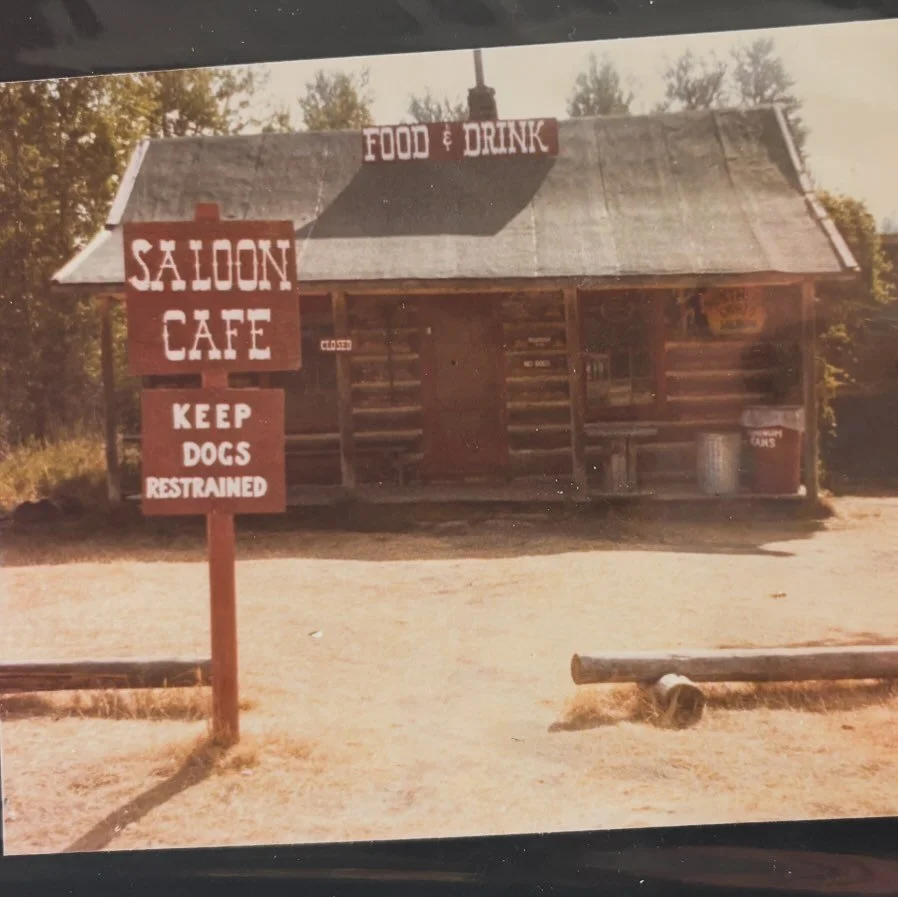 FOOD & DRINK
SALOON
CAFE
KEEP
DOGS
RESTRAINED
CLOSED
NO DOGS
CANS